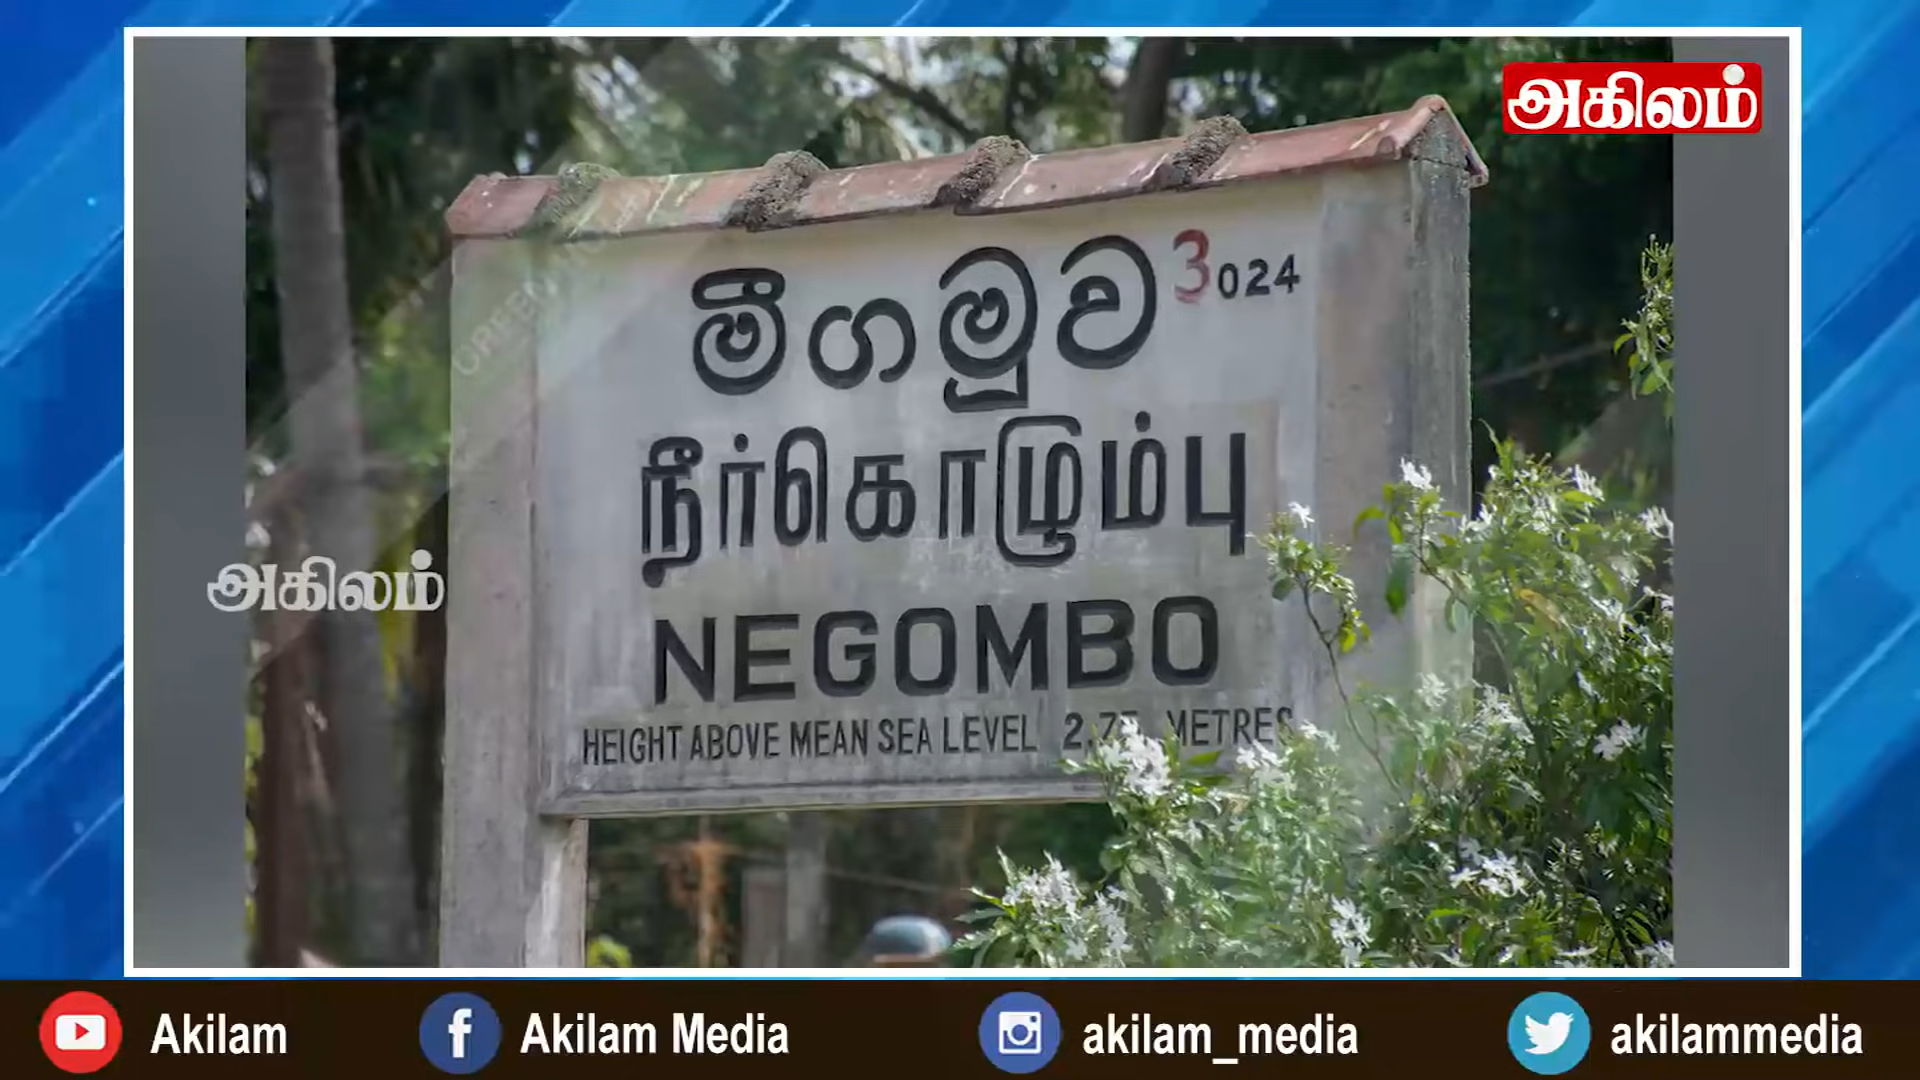 அகிலம்
මීගමුව 3024
நீர்கொழும்பு
அகிலம்
NEGOMBO
HEIGHT ABOVE MEAN SEA LEVEL METRES
Akilam
Akilam Media
akilam_media
akilammedia